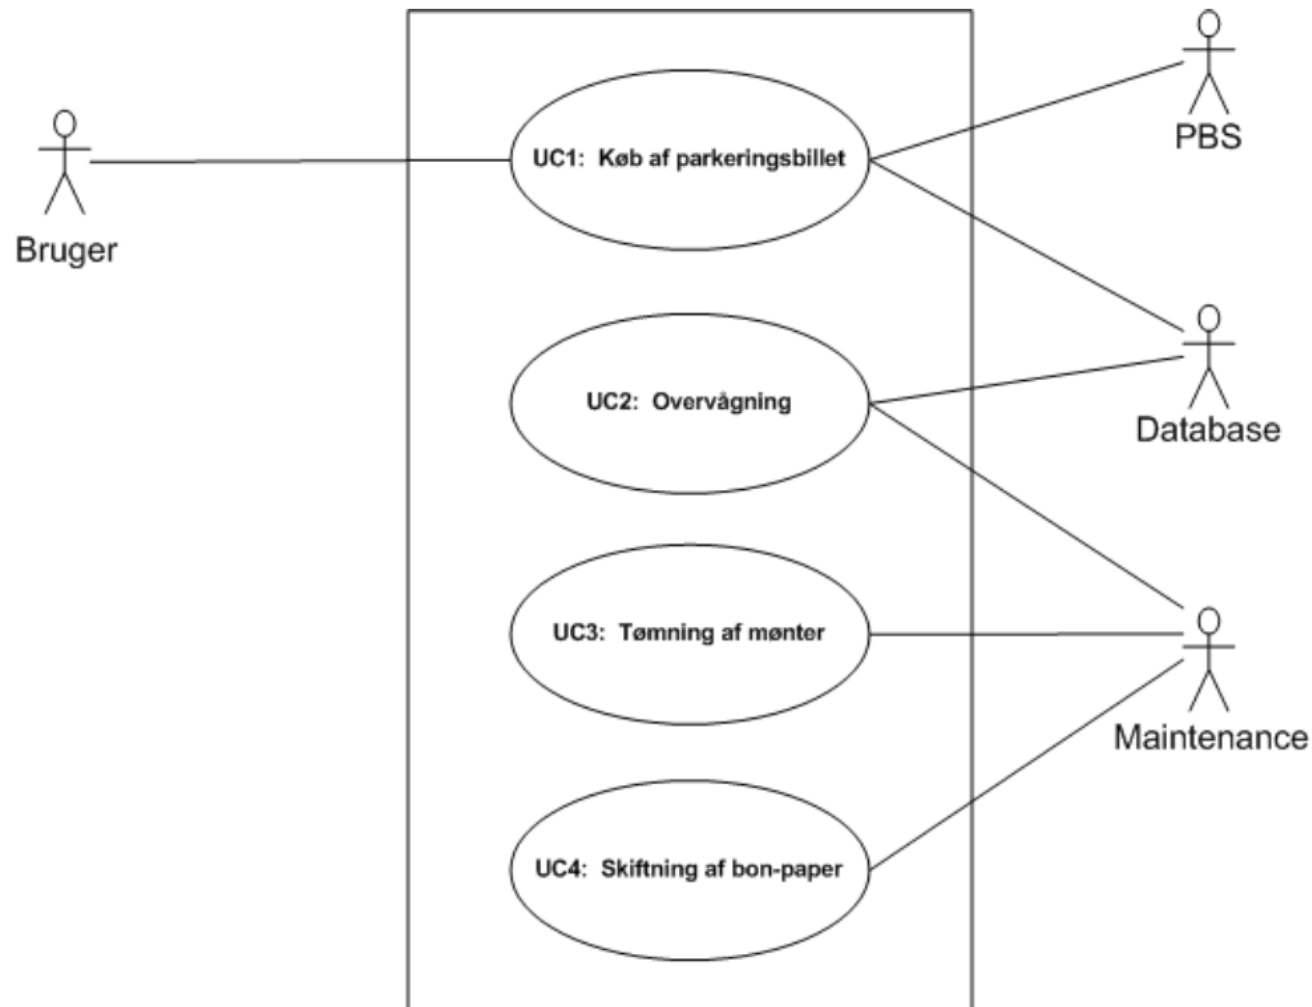 PBS
UC1: Køb af parkeringsbillet
Bruger
UC2: Overvågning
Database
UC3: Tømning af mønter
Maintenance
UC4: Skiftning af bon-paper